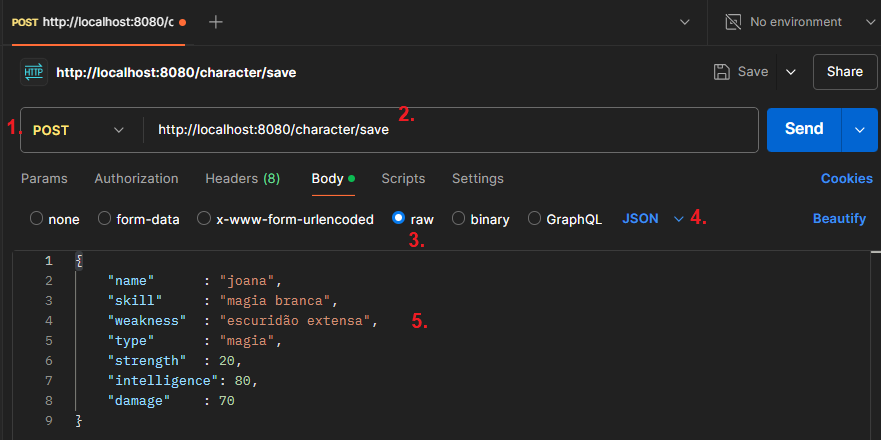 POST http://localhost:8080/c
No environment
HTTP http://localhost:8080/character/save
Save
Share
1. POST http://localhost:8080/character/save 2.
Send
Params Authorization Headers (8) Body Scripts Settings Cookies
none form-data x-www-form-urlencoded raw binary GraphQL JSON 4. Beautify
3.
1 {
2 "name" : "joana",
3 "skill" : "magia branca",
4 "weakness" : "escuridão extensa", 5.
5 "type" : "magia",
6 "strength" : 20,
7 "intelligence": 80,
8 "damage" : 70
9 }